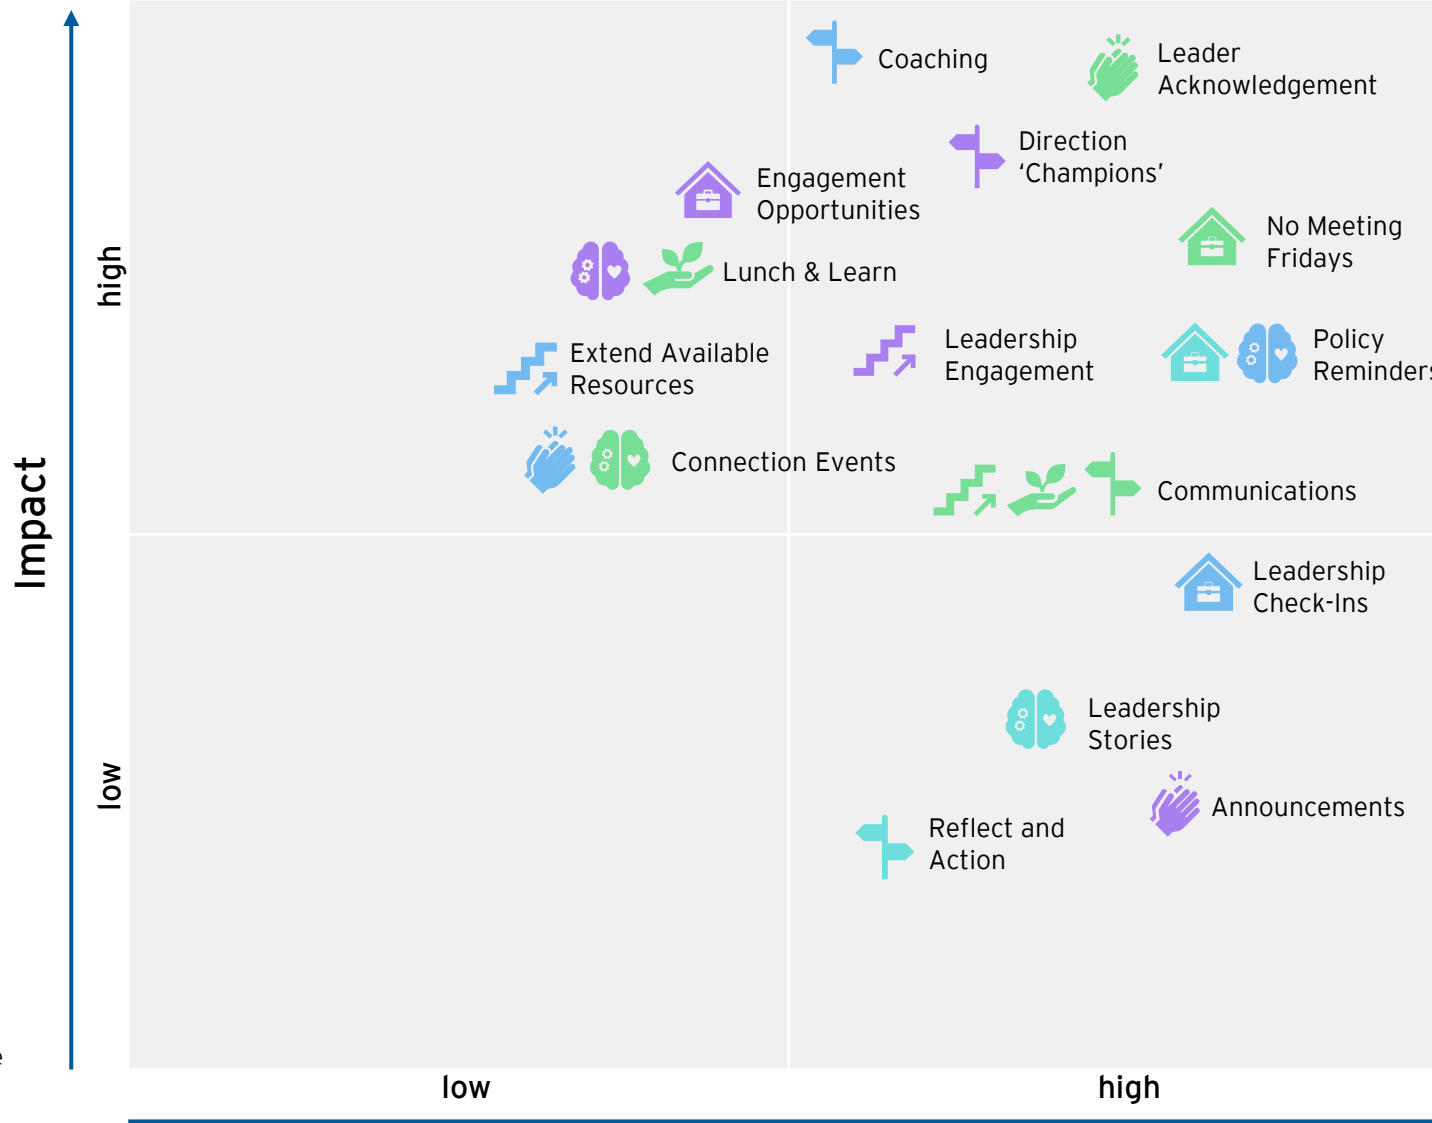 Coaching
Leader
Acknowledgement
Direction
‘Champions’
Engagement
Opportunities
No Meeting
Fridays
high
Lunch & Learn
Extend Available
Resources
Leadership
Engagement
Policy
Reminders
Connection Events
Communications
Impact
Leadership
Check-Ins
Leadership
Stories
low
Announcements
Reflect and
Action
low
high